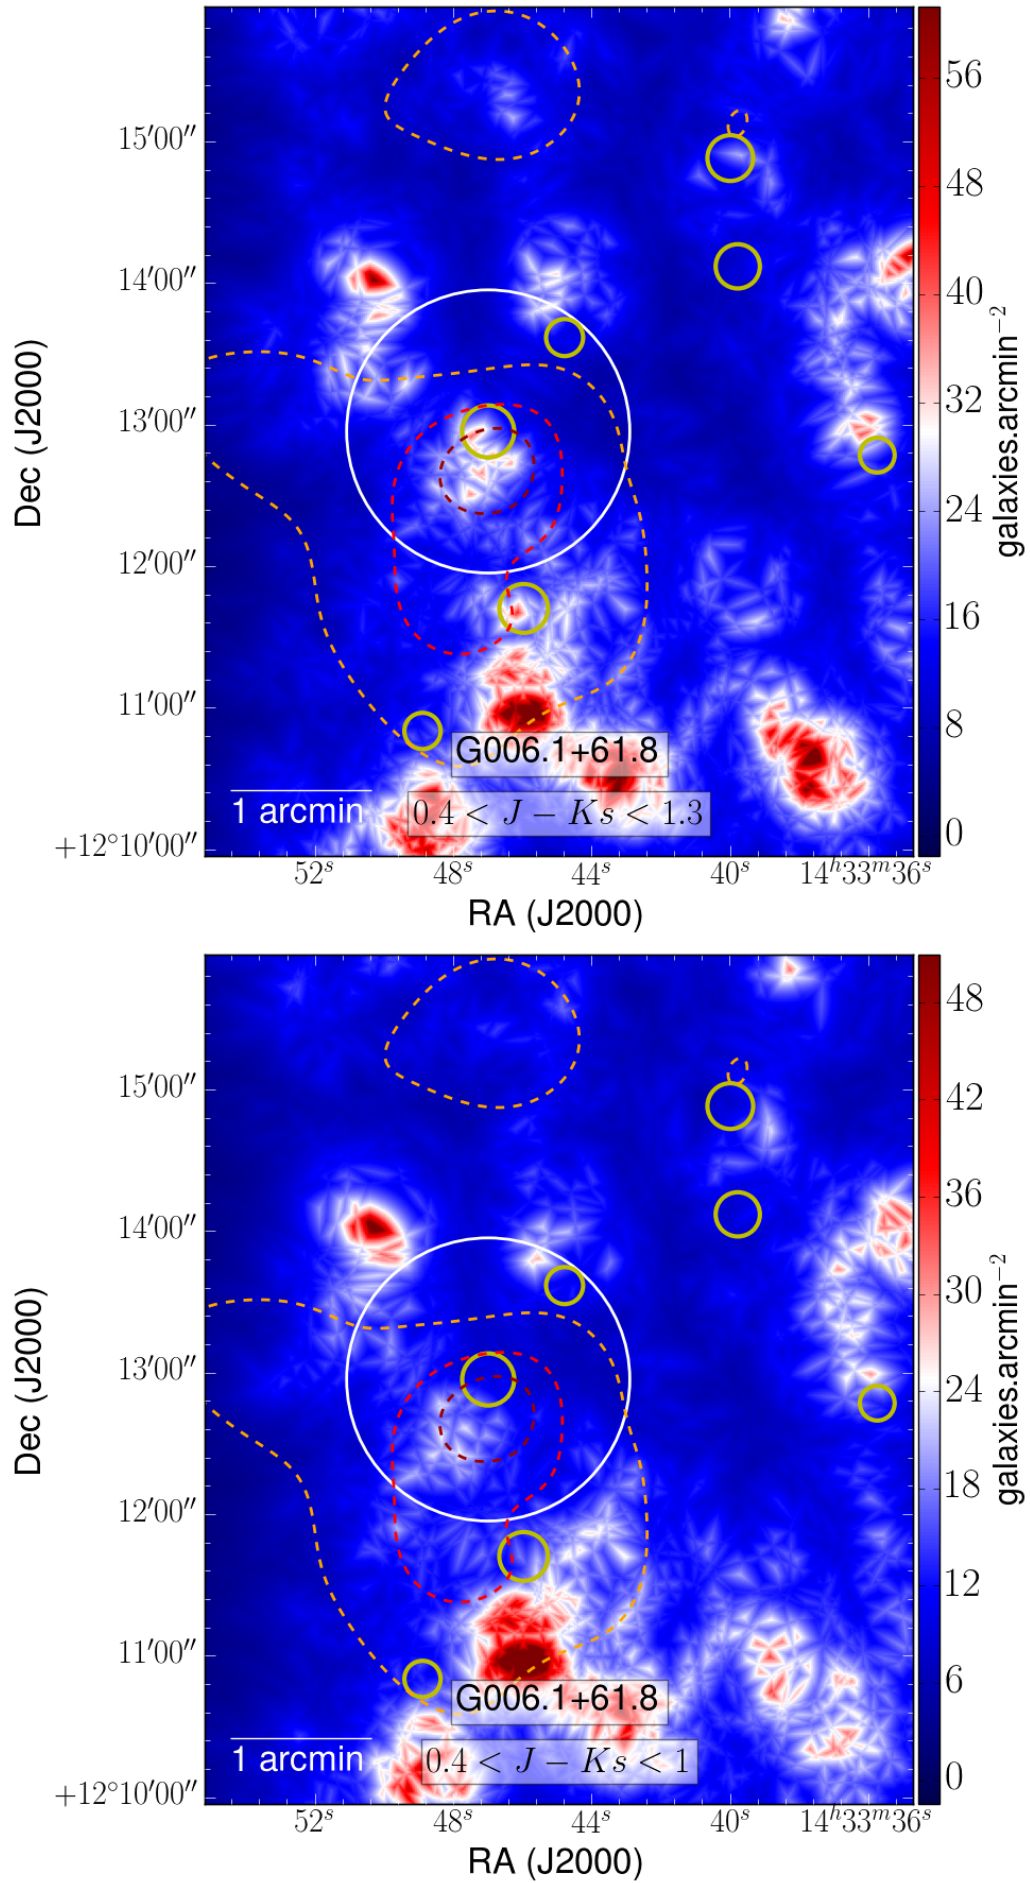 15′00″
14′00″
13′00″
12′00″
11′00″
+12°10′00″
Dec (J2000)
G006.1+61.8
0.4 < J − Ks < 1.3
1 arcmin
52ˢ 48ˢ 44ˢ 40ˢ 14ʰ33ᵐ36ˢ
RA (J2000)
56
48
40
32
24
16
8
0
galaxies.arcmin⁻²
15′00″
14′00″
13′00″
12′00″
11′00″
+12°10′00″
Dec (J2000)
G006.1+61.8
0.4 < J − Ks < 1
1 arcmin
52ˢ 48ˢ 44ˢ 40ˢ 14ʰ33ᵐ36ˢ
RA (J2000)
48
42
36
30
24
18
12
6
0
galaxies.arcmin⁻²